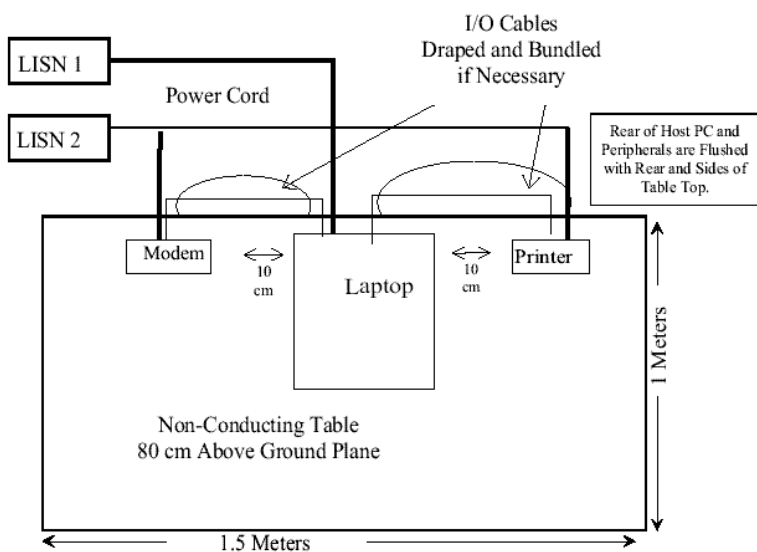 I/O Cables
Draped and Bundled
if Necessary
LISN 1
Power Cord
LISN 2
Rear of Host PC and
Peripherals are Flushed
with Rear and Sides of
Table Top.
Modem
10
cm
Laptop
10
cm
Printer
1 Meters
Non-Conducting Table
80 cm Above Ground Plane
1.5 Meters